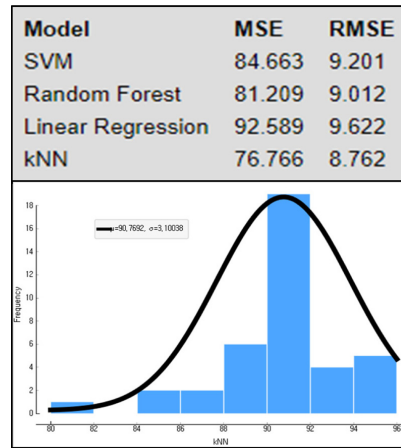 Model MSE RMSE
SVM 84.663 9.201
Random Forest 81.209 9.012
Linear Regression 92.589 9.622
kNN 76.766 8.762
18
16
14
12
10
8
6
4
2
0
Frequency
μ=90,7692, σ=3,10038
80 82 84 86 88 90 92 94 96
kNN